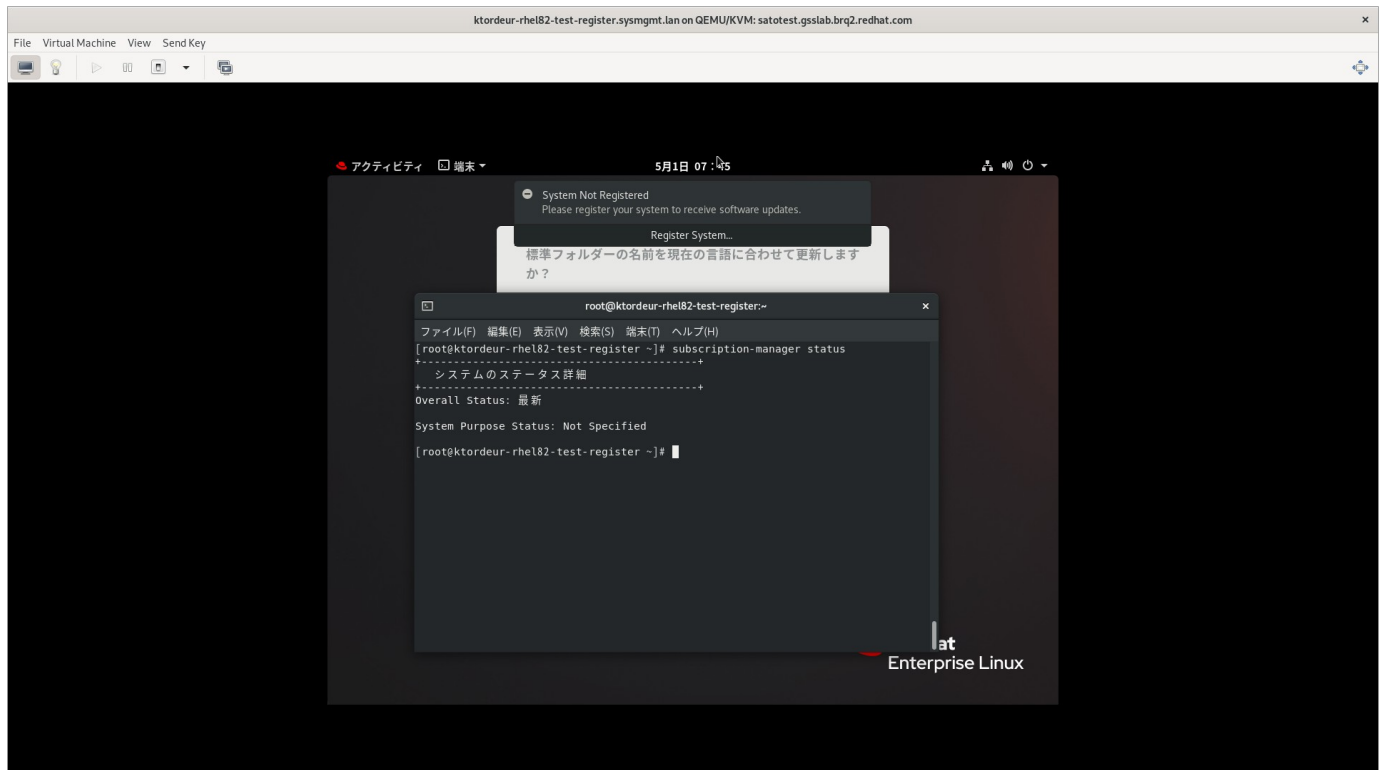 ktordeur-rhel82-test-register.sysmgmt.lan on QEMU/KVM: satotest.gsslab.brq2.redhat.com
File Virtual Machine View Send Key
アクティビティ 端末 5月1日 07:
System Not Registered
Please register your system to receive software updates.
Register System...
標準フォルダーの名前を現在の言語に合わせて更新します
か？
root@ktordeur-rhel82-test-register:~
ファイル(F) 編集(E) 表示(V) 検索(S) 端末(T) ヘルプ(H)
[root@ktordeur-rhel82-test-register ~]# subscription-manager status
+-------------------------------------------+
システムのステータス詳細
+-------------------------------------------+
Overall Status: 最新
System Purpose Status: Not Specified
[root@ktordeur-rhel82-test-register ~]#
at
Enterprise Linux